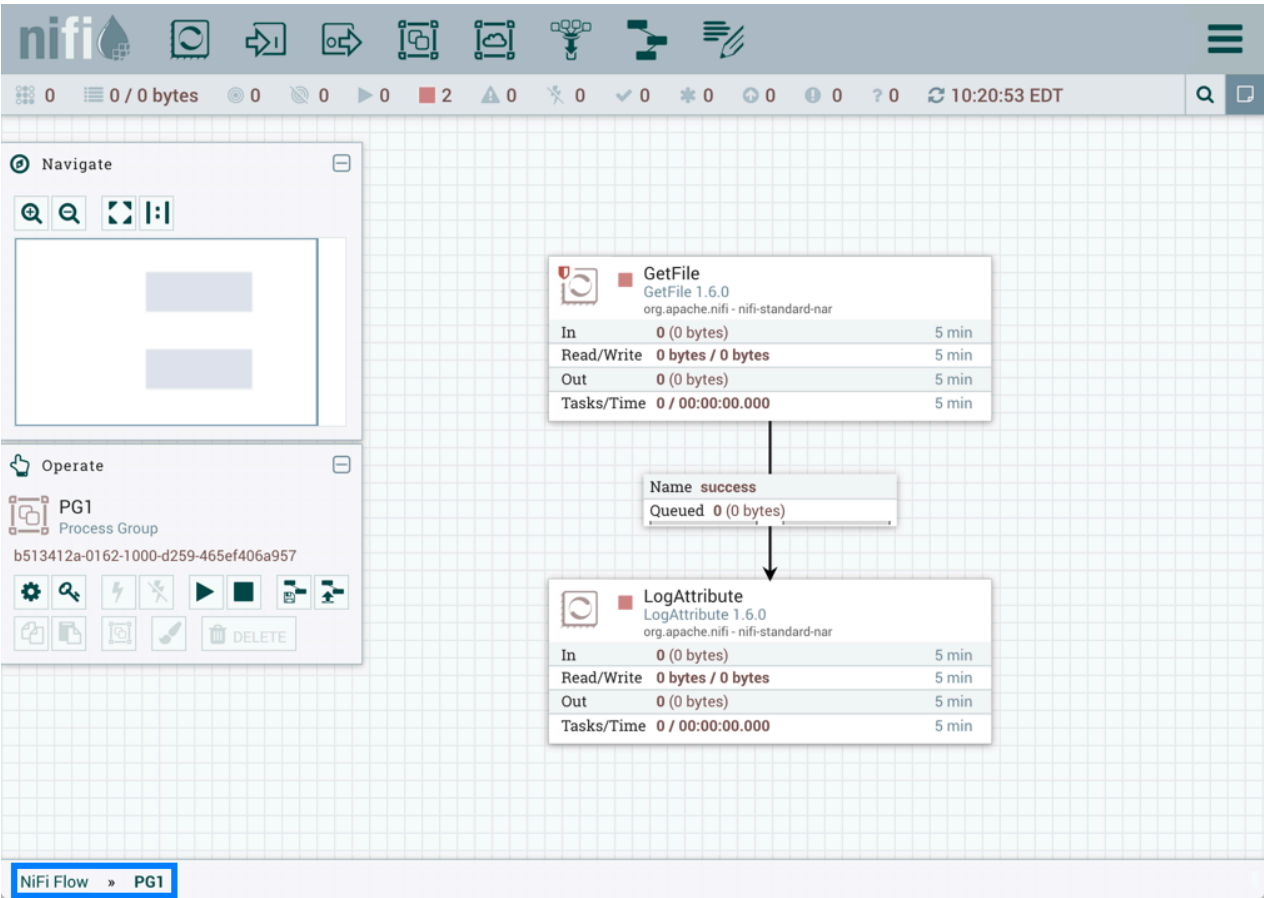 nifi
0 0 / 0 bytes 0 0 0 2 0 0 0 0 0 0 ? 0 10:20:53 EDT
Navigate
GetFile
GetFile 1.6.0
org.apache.nifi - nifi-standard-nar
In 0 (0 bytes) 5 min
Read/Write 0 bytes / 0 bytes 5 min
Out 0 (0 bytes) 5 min
Tasks/Time 0 / 00:00:00.000 5 min
Name success
Queued 0 (0 bytes)
Operate
PG1
Process Group
b513412a-0162-1000-d259-465ef406a957
DELETE
LogAttribute
LogAttribute 1.6.0
org.apache.nifi - nifi-standard-nar
In 0 (0 bytes) 5 min
Read/Write 0 bytes / 0 bytes 5 min
Out 0 (0 bytes) 5 min
Tasks/Time 0 / 00:00:00.000 5 min
NiFi Flow » PG1